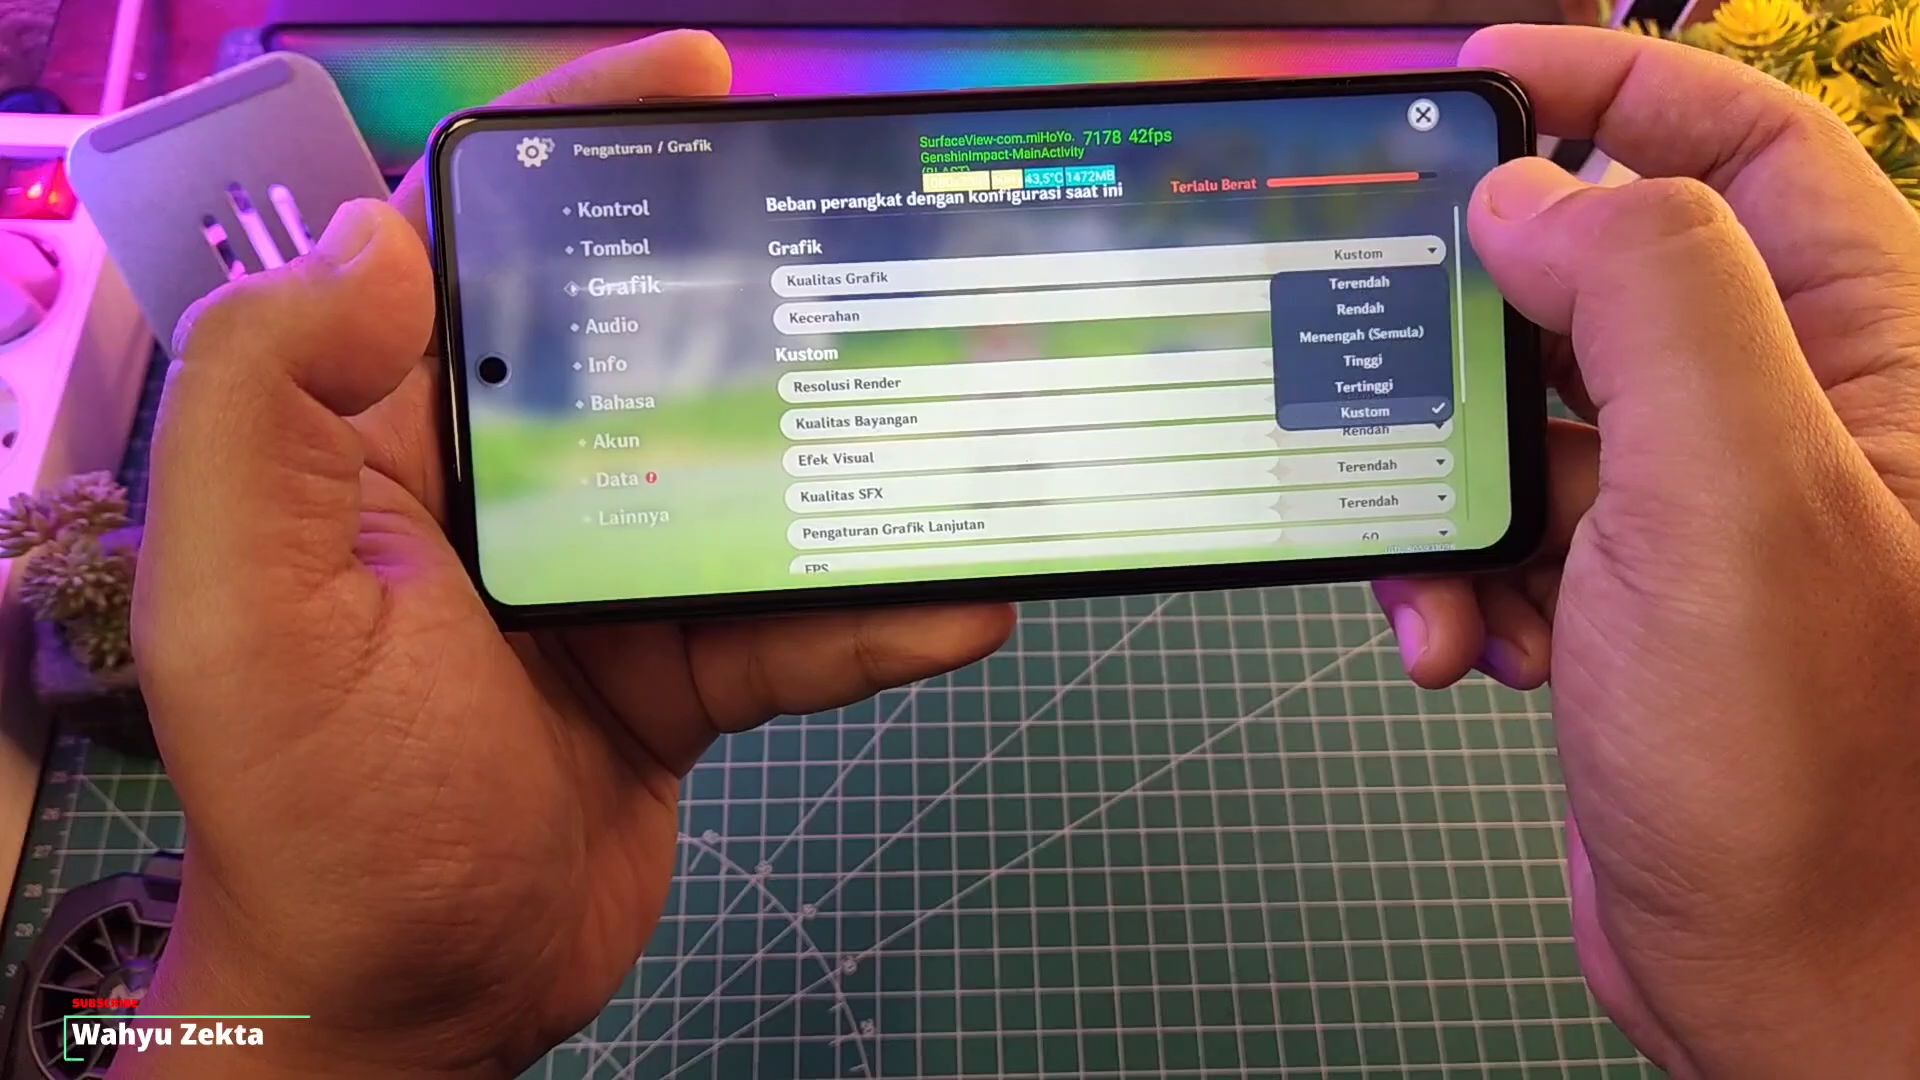 Pengaturan / Grafik
SurfaceView-com.miHoYo. 7178 42fps
GenshinImpact-MainActivity
43,5°C 1472MB
Beban perangkat dengan konfigurasi saat ini
Terlalu Berat
Kontrol
Tombol
Grafik
Audio
Info
Bahasa
Akun
Data
Lainnya
Grafik
Kualitas Grafik
Kustom
Kecerahan
Kustom
Resolusi Render
Kualitas Bayangan
Efek Visual
Kualitas SFX
Pengaturan Grafik Lanjutan
FPS
Terendah
Rendah
Menengah (Semula)
Tinggi
Tertinggi
Kustom
Rendah
Terendah
Terendah
60
SUBSCRIBE
Wahyu Zekta